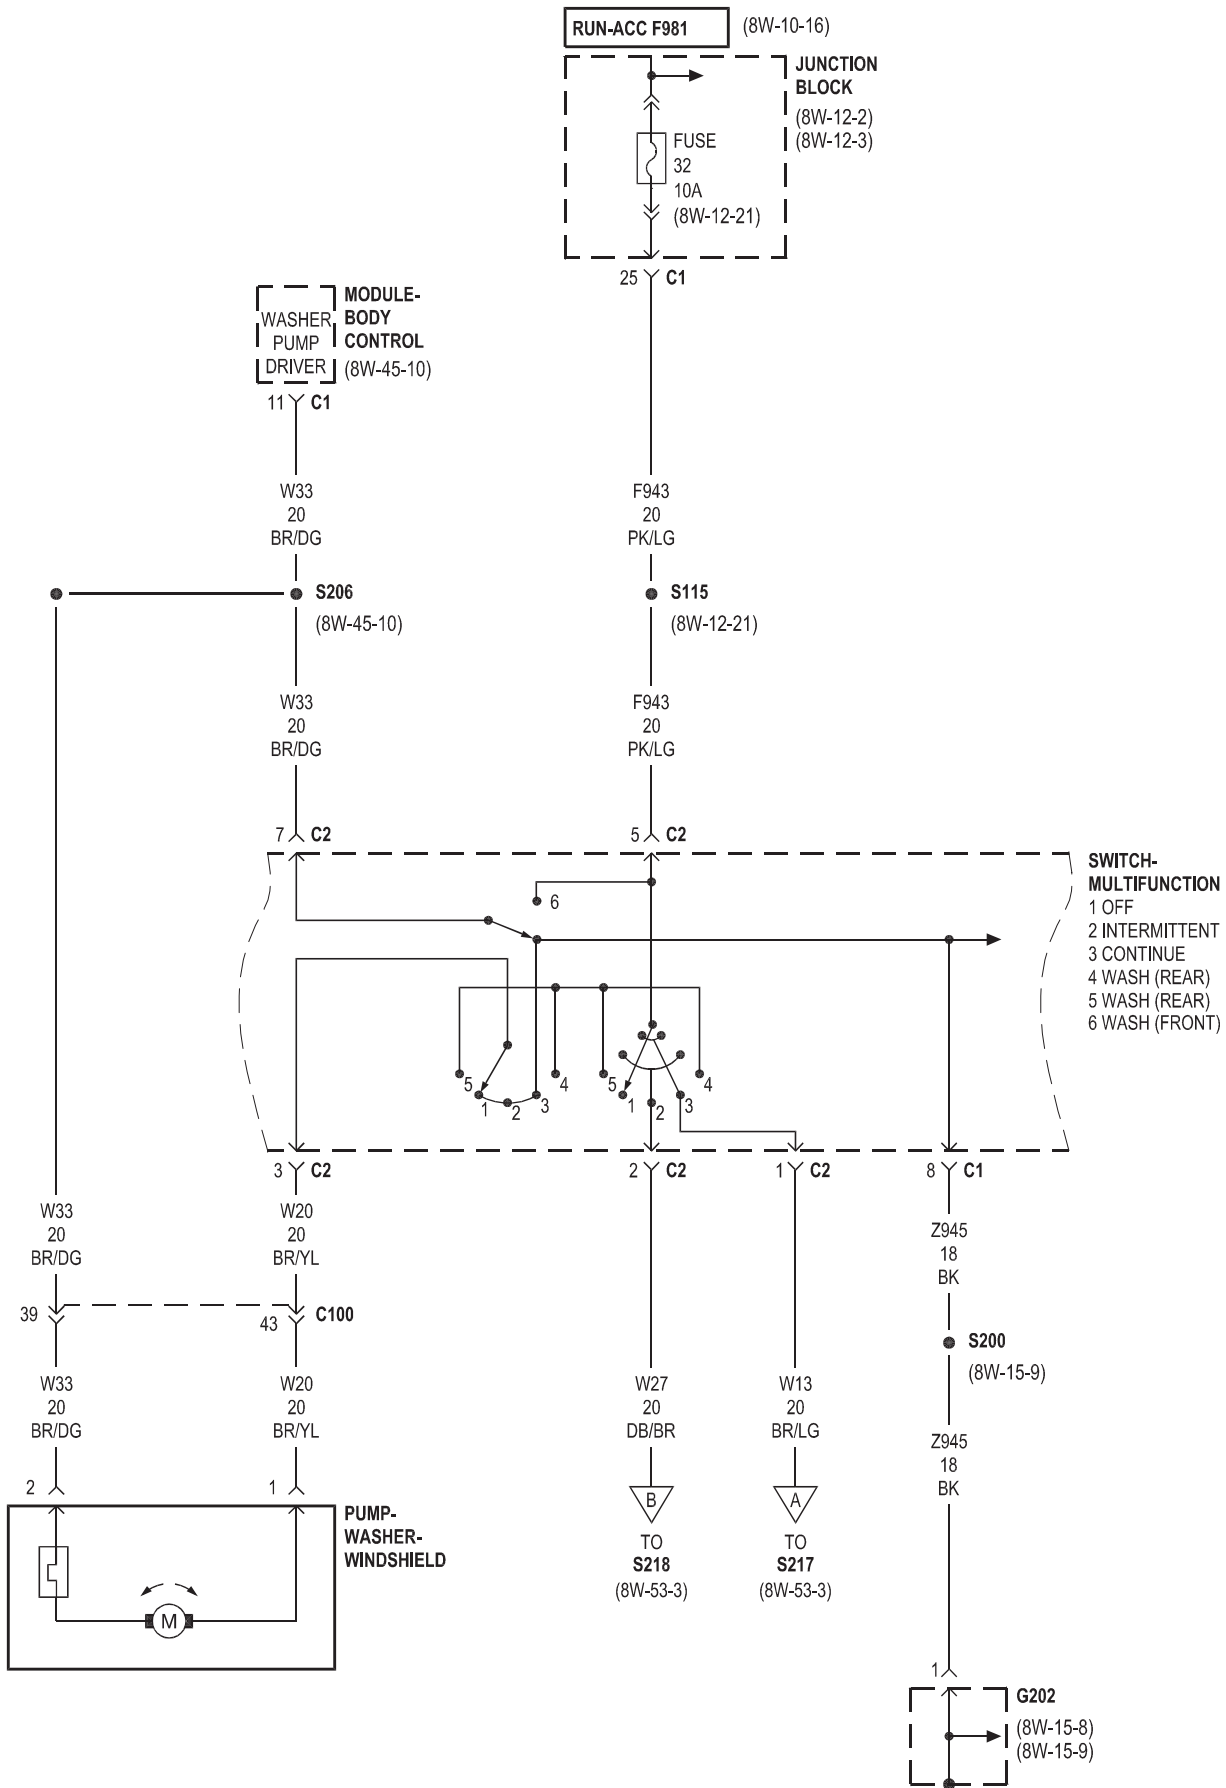 RUN-ACC F981
(8W-10-16)
JUNCTION
BLOCK
(8W-12-2)
(8W-12-3)
FUSE
32
10A
(8W-12-21)
25
C1
WASHER
PUMP
DRIVER
MODULE-
BODY
CONTROL
(8W-45-10)
11
C1
W33
20
BR/DG
F943
20
PK/LG
S206
(8W-45-10)
S115
(8W-12-21)
W33
20
BR/DG
F943
20
PK/LG
7
C2
5
C2
SWITCH-
MULTIFUNCTION
1 OFF
2 INTERMITTENT
3 CONTINUE
4 WASH (REAR)
5 WASH (REAR)
6 WASH (FRONT)
6
5
1
2
3
4
5
1
2
3
4
3
C2
2
C2
1
C2
8
C1
W33
20
BR/DG
W20
20
BR/YL
Z945
18
BK
39
43
C100
S200
(8W-15-9)
W33
20
BR/DG
W20
20
BR/YL
W27
20
DB/BR
W13
20
BR/LG
Z945
18
BK
2
1
B
A
PUMP-
WASHER-
WINDSHIELD
TO
S218
(8W-53-3)
TO
S217
(8W-53-3)
M
1
G202
(8W-15-8)
(8W-15-9)